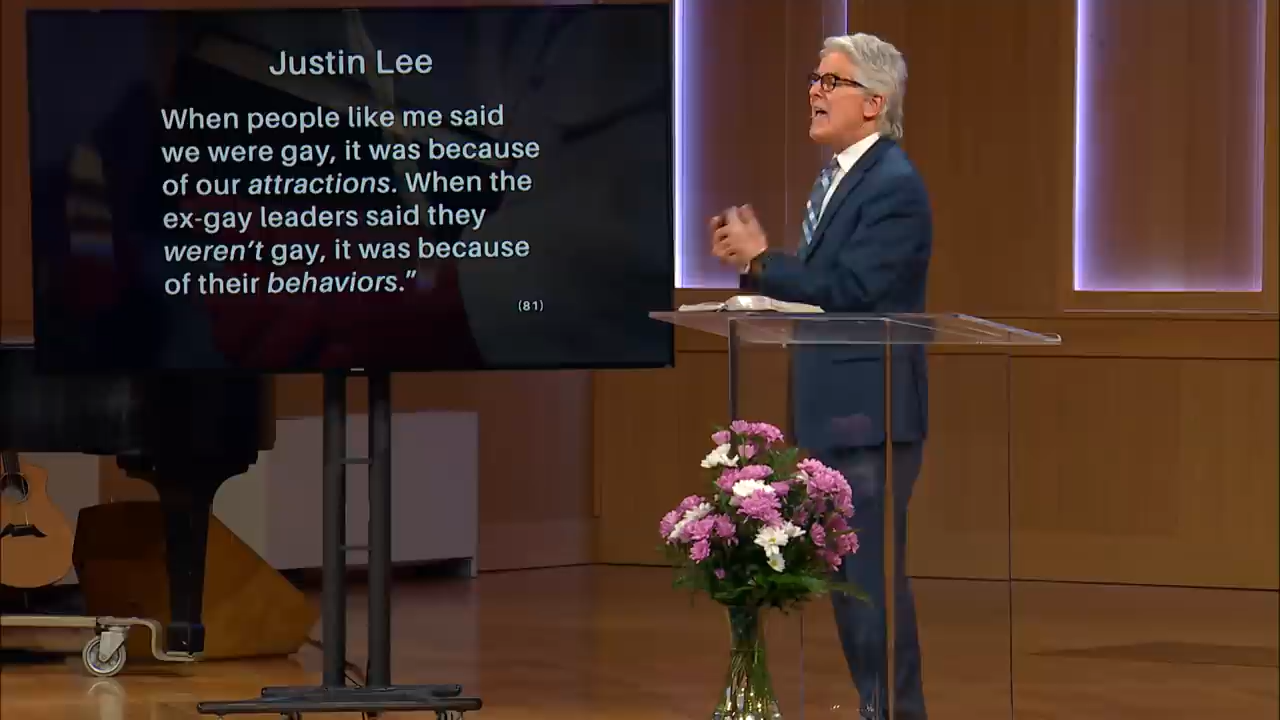 Justin Lee
When people like me said
we were gay, it was because
of our attractions. When the
ex-gay leaders said they
weren't gay, it was because
of their behaviors.”
(81)